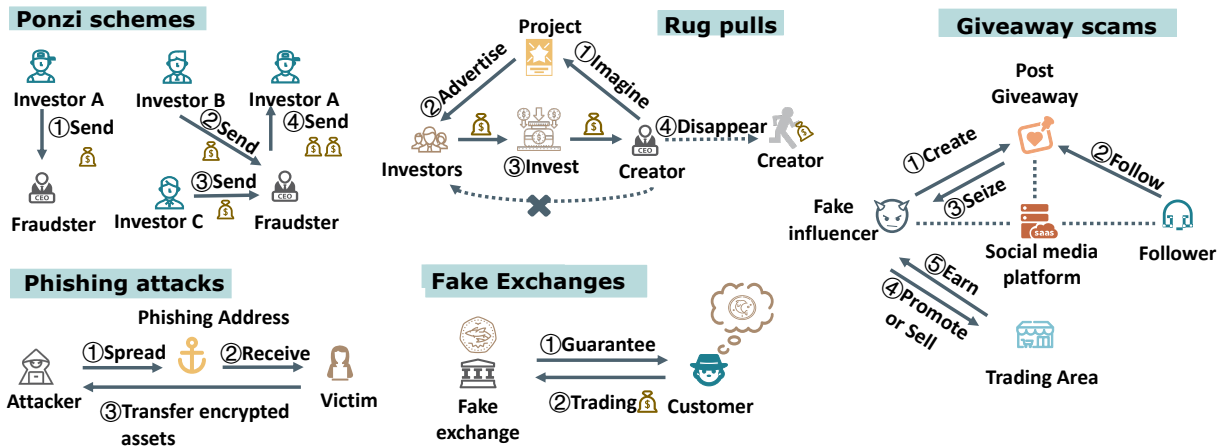 Ponzi schemes
Investor A
Investor B
Investor A
①Send
②Send
④Send
③Send
CEO
CEO
Fraudster
Investor C
Fraudster
Rug pulls
Project
①Imagine
②Advertise
④Disappear
CEO
Investors
③Invest
Creator
Creator
Giveaway scams
Post
Giveaway
①Create
②Follow
③Seize
Fake
influencer
saas
Social media
platform
Follower
⑤Earn
④Promote
or Sell
Trading Area
Phishing attacks
Phishing Address
①Spread
②Receive
Attacker
Victim
③Transfer encrypted
assets
Fake Exchanges
①Guarantee
②Trading
Fake
exchange
Customer